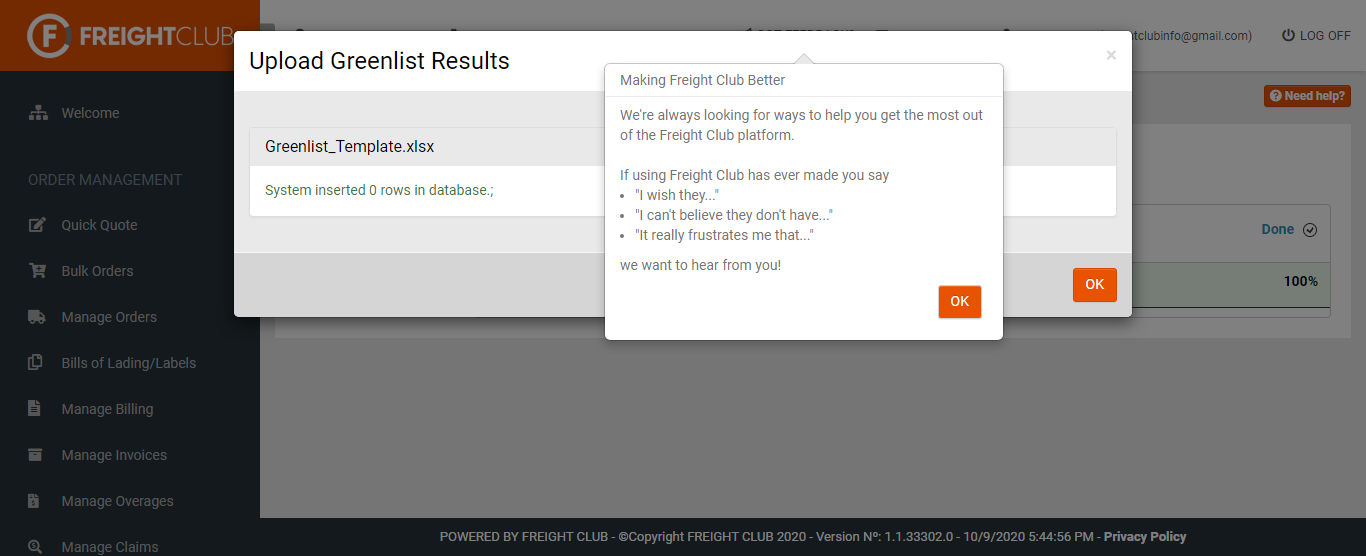 FREIGHTCLUB
tclubinfo@gmail.com)
LOG OFF
Upload Greenlist Results
×
Making Freight Club Better
Need help?
We're always looking for ways to help you get the most out
of the Freight Club platform.
Welcome
Greenlist_Template.xlsx
If using Freight Club has ever made you say
ORDER MANAGEMENT
System inserted 0 rows in database.;
"I wish they..."
"I can't believe they don't have..."
"It really frustrates me that..."
Quick Quote
Done
we want to hear from you!
Bulk Orders
OK
100%
OK
Manage Orders
Bills of Lading/Labels
Manage Billing
Manage Invoices
Manage Overages
POWERED BY FREIGHT CLUB - ©Copyright FREIGHT CLUB 2020 - Version Nº: 1.1.33302.0 - 10/9/2020 5:44:56 PM - Privacy Policy
Manage Claims